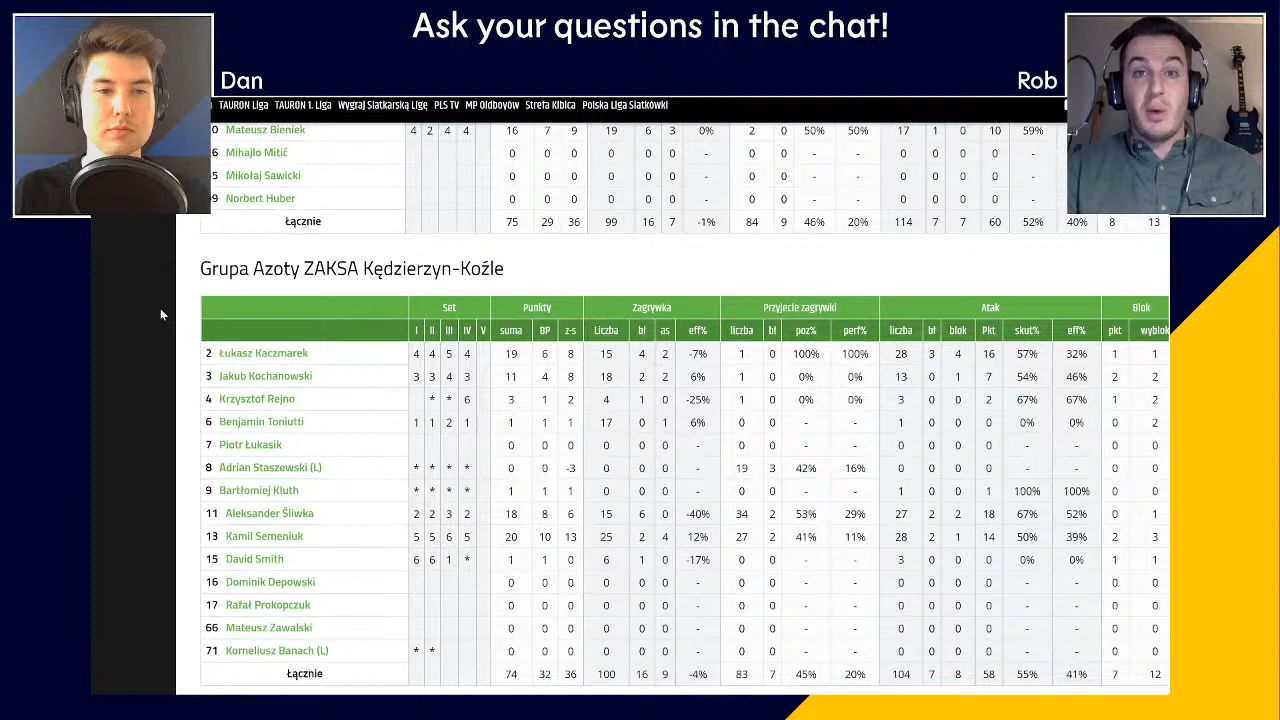 Ask your questions in the chat!
Dan
Rob
TAURON Liga TAURON 1. Liga Wygraj Siatkarską Ligę PLS TV MP Oldboyów Strefa Kibica Polska Liga Siatkówki
0 Mateusz Bieniek 4 2 4 4 16 7 9 19 6 3 0% 2 0 50% 50% 17 1 0 10 59%
6 Mihajlo Mitić 0 0 0 0 0 0 - 0 0 - - 0 0 0 0 -
5 Mikołaj Sawicki 0 0 0 0 0 0 - 0 0 - - 0 0 0 0 -
9 Norbert Huber 0 0 0 0 0 0 - 0 0 - - 0 0 0 0 -
Łącznie 75 29 36 99 16 7 -1% 84 9 46% 20% 114 7 7 60 52% 40% 8 13
Grupa Azoty ZAKSA Kędzierzyn-Koźle
Set Punkty Zagrywka Przyjęcie zagrywki Atak Blok
I II III IV V suma BP z-s Liczba bł as eff% liczba bł poz% perf% liczba bł blok Pkt skut% eff% pkt wyblok
2 Łukasz Kaczmarek 4 4 5 4 19 6 8 15 4 2 -7% 1 0 100% 100% 28 3 4 16 57% 32% 1 1
3 Jakub Kochanowski 3 3 4 3 11 4 8 18 2 2 6% 1 0 0% 0% 13 0 1 7 54% 46% 2 2
4 Krzysztof Rejno * * 6 3 1 2 4 1 0 -25% 1 0 0% 0% 3 0 0 2 67% 67% 1 2
6 Benjamin Toniutti 1 1 2 1 1 1 1 17 0 1 6% 0 0 - - 1 0 0 0 0% 0% 0 2
7 Piotr Łukasik 0 0 0 0 0 0 - 0 0 - - 0 0 0 0 - - 0 0
8 Adrian Staszewski (L) * * * * 0 0 -3 0 0 0 - 19 3 42% 16% 0 0 0 0 - - 0 0
9 Bartłomiej Kluth * * * * 1 1 1 0 0 0 - 0 0 - - 1 0 0 1 100% 100% 0 0
11 Aleksander Śliwka 2 2 3 2 18 8 6 15 6 0 -40% 34 2 53% 29% 27 2 2 18 67% 52% 0 1
13 Kamil Semeniuk 5 5 6 5 20 10 13 25 2 4 12% 27 2 41% 11% 28 2 1 14 50% 39% 2 3
15 David Smith 6 6 1 * 1 1 0 6 1 0 -17% 0 0 - - 3 0 0 0 0% 0% 1 1
16 Dominik Depowski 0 0 0 0 0 0 - 0 0 - - 0 0 0 0 - - 0 0
17 Rafał Prokopczuk 0 0 0 0 0 0 - 0 0 - - 0 0 0 0 - - 0 0
66 Mateusz Zawalski 0 0 0 0 0 0 - 0 0 - - 0 0 0 0 - - 0 0
71 Korneliusz Banach (L) * * 0 0 0 0 0 0 - 0 0 - - 0 0 0 0 - - 0 0
Łącznie 74 32 36 100 16 9 -4% 83 7 45% 20% 104 7 8 58 55% 41% 7 12